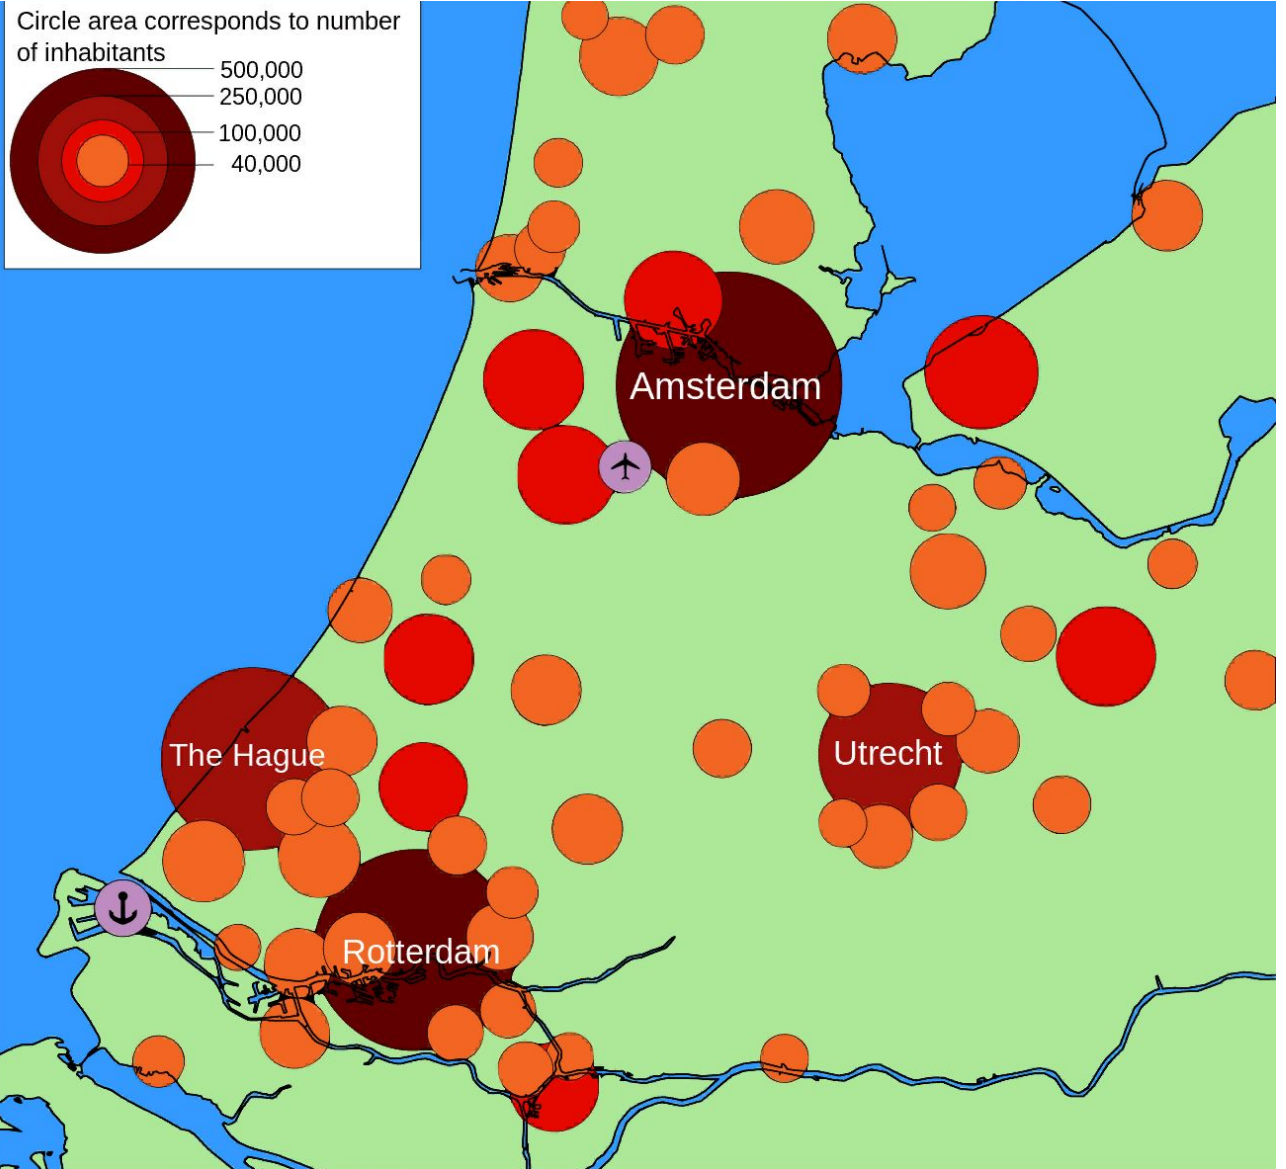 Circle area corresponds to number
of inhabitants
500,000
250,000
100,000
40,000
Amsterdam
The Hague
Utrecht
Rotterdam